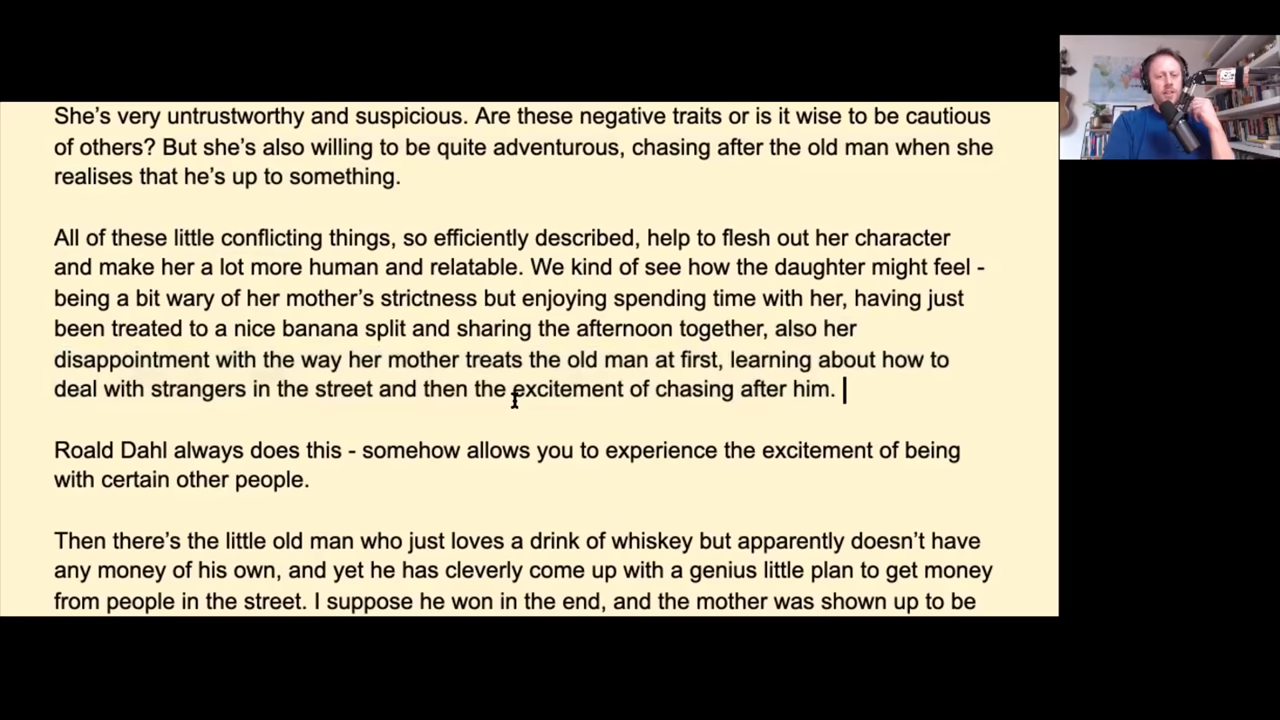 She’s very untrustworthy and suspicious. Are these negative traits or is it wise to be cautious
of others? But she’s also willing to be quite adventurous, chasing after the old man when she
realises that he’s up to something.
All of these little conflicting things, so efficiently described, help to flesh out her character
and make her a lot more human and relatable. We kind of see how the daughter might feel -
being a bit wary of her mother’s strictness but enjoying spending time with her, having just
been treated to a nice banana split and sharing the afternoon together, also her
disappointment with the way her mother treats the old man at first, learning about how to
deal with strangers in the street and then the excitement of chasing after him.
Roald Dahl always does this - somehow allows you to experience the excitement of being
with certain other people.
Then there’s the little old man who just loves a drink of whiskey but apparently doesn’t have
any money of his own, and yet he has cleverly come up with a genius little plan to get money
from people in the street. I suppose he won in the end, and the mother was shown up to be